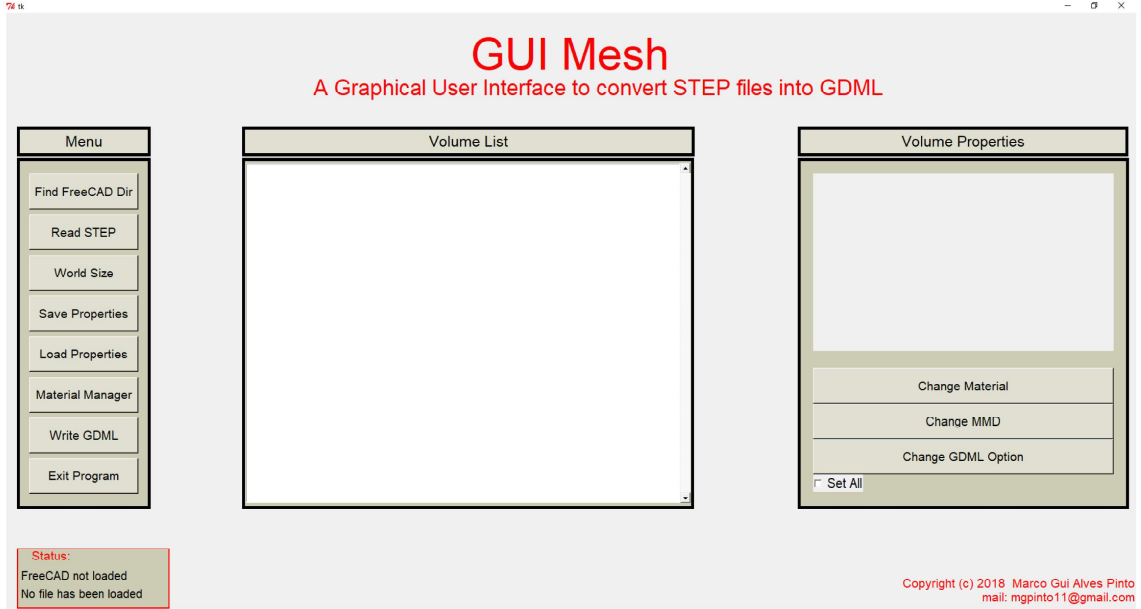 tk
GUI Mesh
A Graphical User Interface to convert STEP files into GDML
Menu
Find FreeCAD Dir
Read STEP
World Size
Save Properties
Load Properties
Material Manager
Write GDML
Exit Program
Volume List
Volume Properties
Change Material
Change MMD
Change GDML Option
Set All
Status:
FreeCAD not loaded
No file has been loaded
Copyright (c) 2018 Marco Gui Alves Pinto
mail: mgpinto11@gmail.com